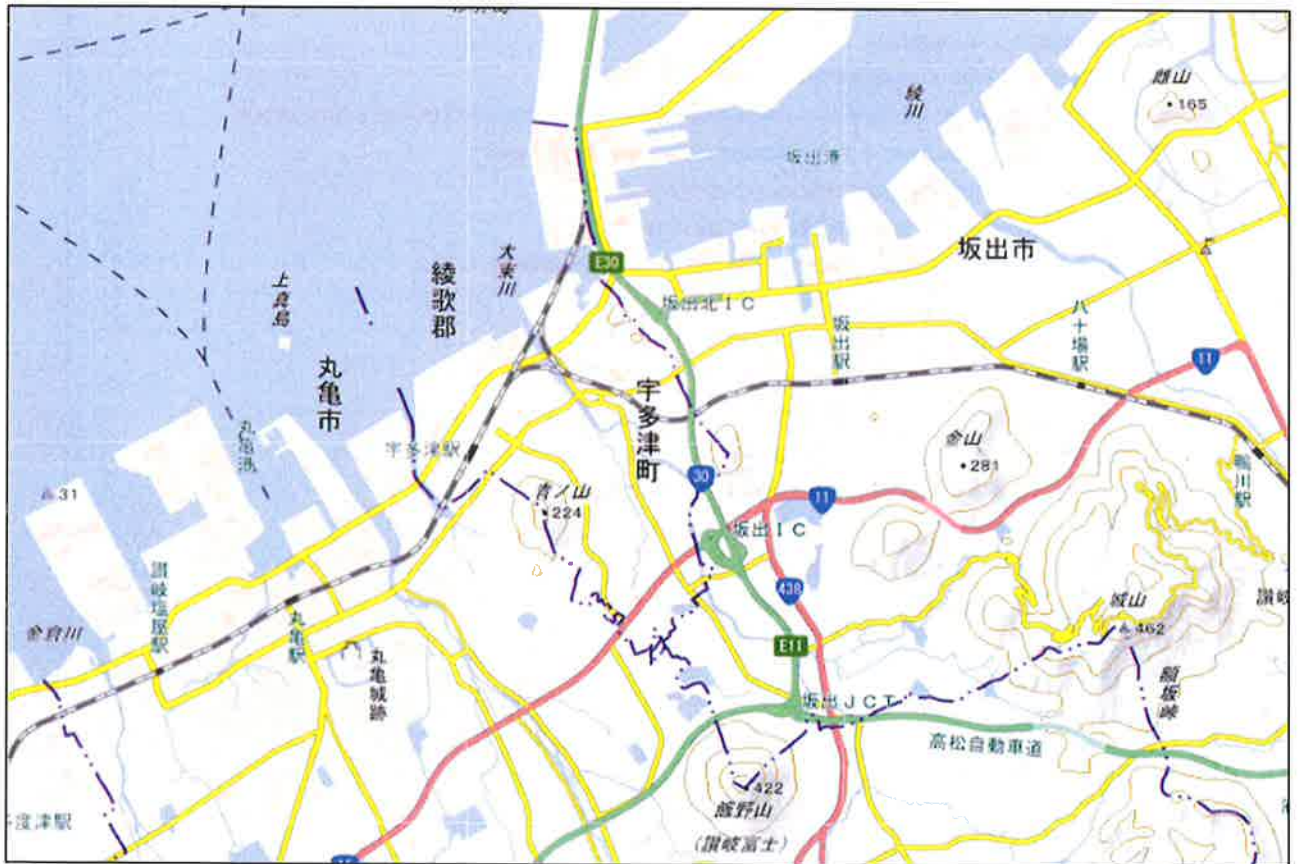 雄山
・165
綾川
坂出港
坂出市
大束川
綾歌郡
E30
上真島
坂出北IC
坂出駅
八十場駅
11
丸亀市
宇多津町
丸亀港
宇多津駅
金山
・281
31
青ノ山
224
30
11
鴨川駅
坂出IC
讃岐塩屋駅
438
城山
462
讃岐
金倉川
丸亀駅
丸亀城跡
E11
額坂峠
坂出JCT
高松自動車道
422
飯野山
(讃岐富士)
度津駅